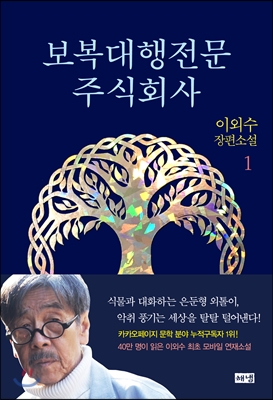 보복대행전문
주식회사
이외수
장편소설
1
식물과 대화하는 은둔형 외톨이,
악취 풍기는 세상을 탈탈 털어낸다!
카카오페이지 문학 분야 누적구독자 1위!
40만 명이 읽은 이외수 최초 모바일 연재소설
해냄